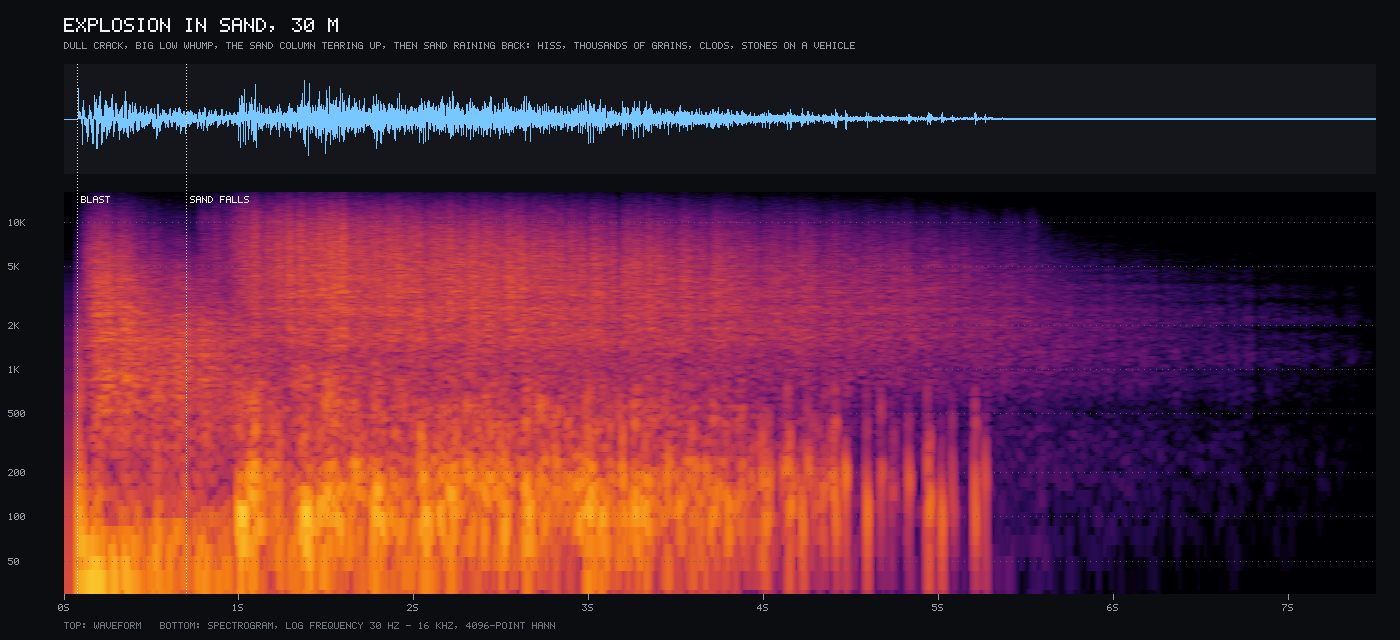 EXPLOSION IN SAND, 30 M
DULL CRACK, BIG LOW WHUMP, THE SAND COLUMN TEARING UP, THEN SAND RAINING BACK: HISS, THOUSANDS OF GRAINS, CLODS, STONES ON A VEHICLE
BLAST SAND FALLS
10K
5K
2K
1K
500
200
100
50
0S 1S 2S 3S 4S 5S 6S 7S
TOP: WAVEFORM BOTTOM: SPECTROGRAM, LOG FREQUENCY 30 HZ - 16 KHZ, 4096-POINT HANN